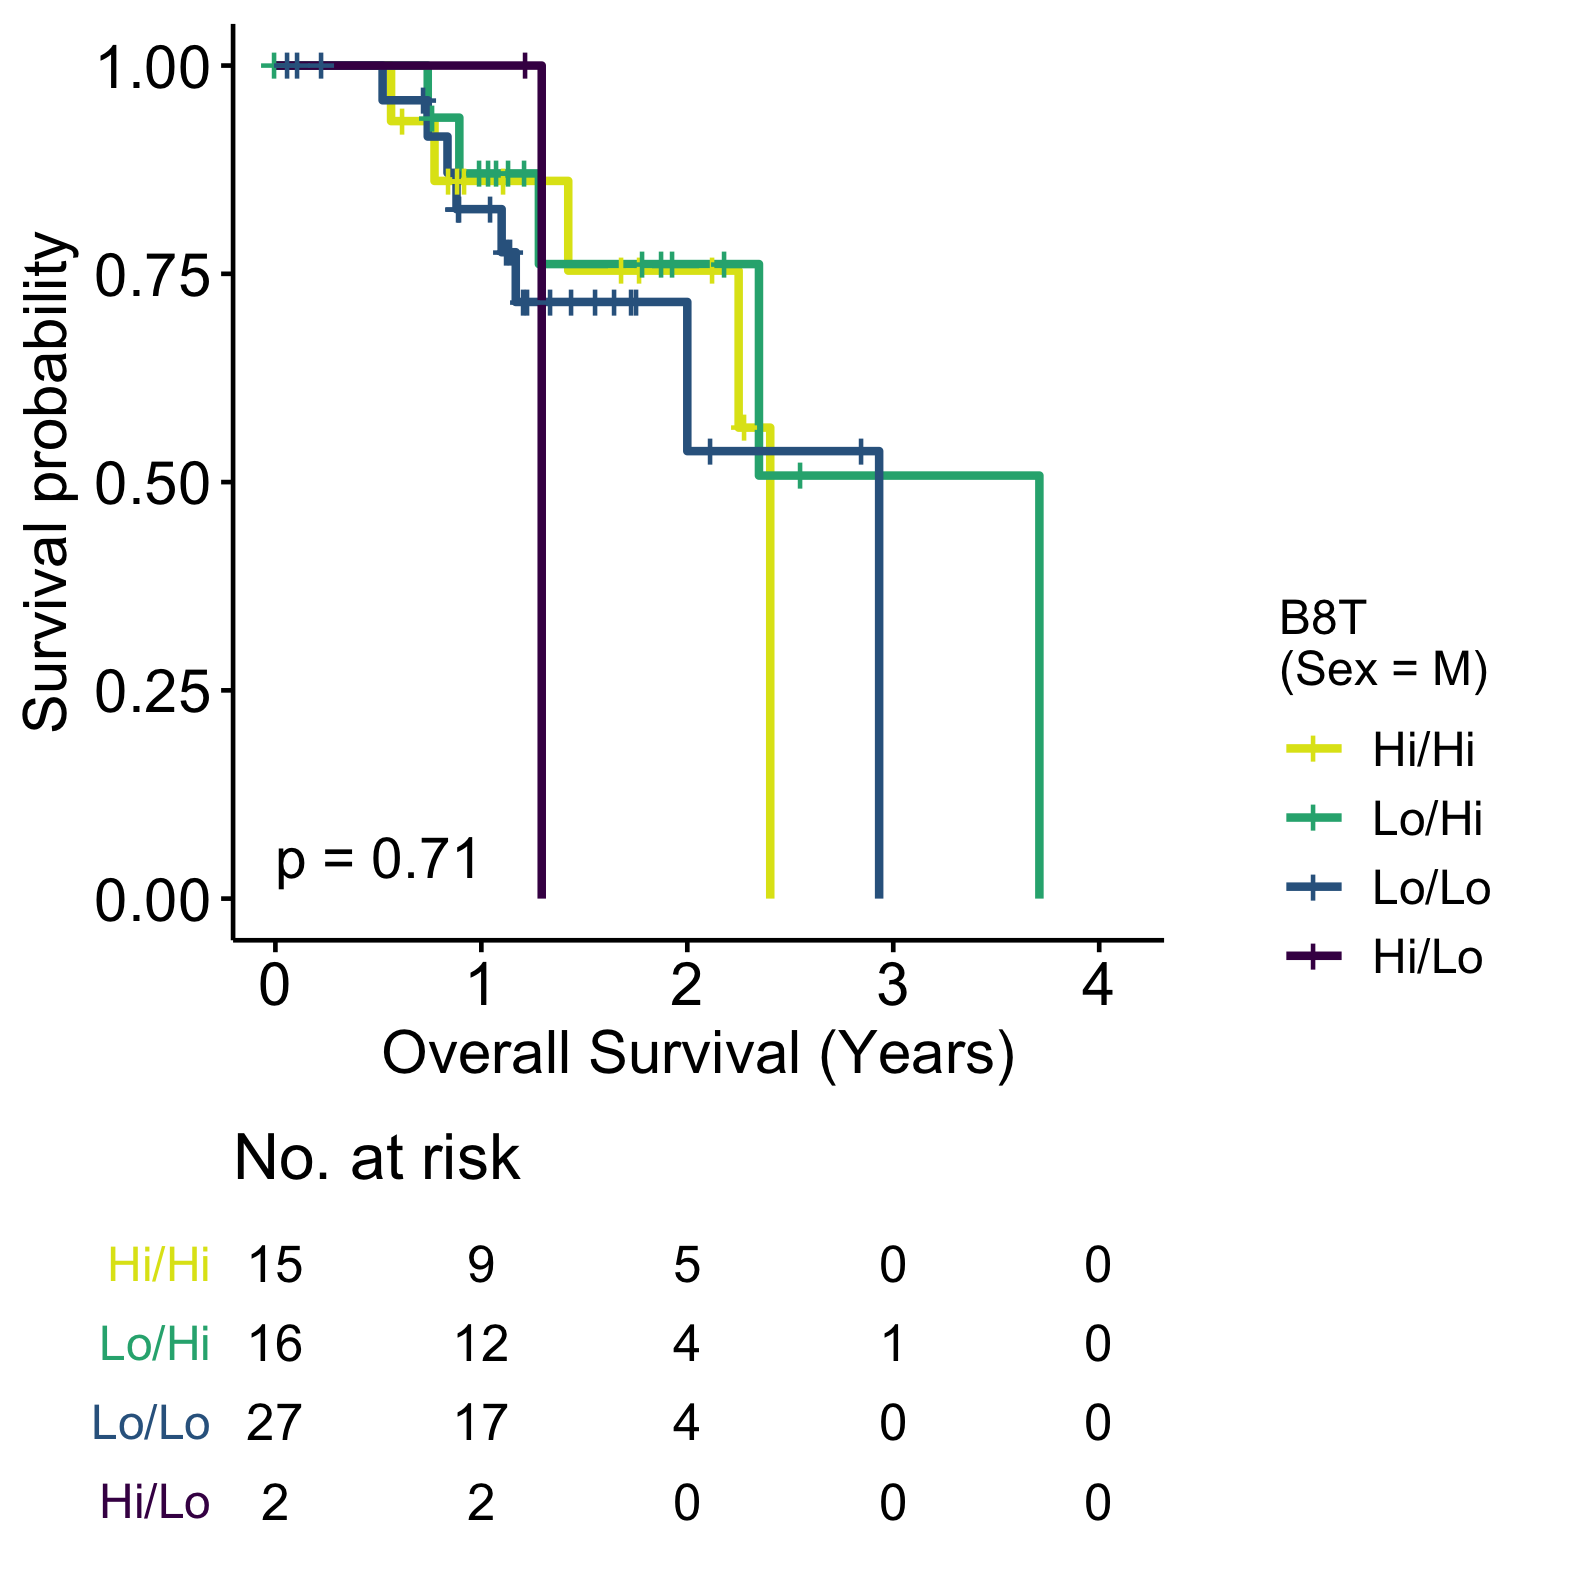 Survival probability
1.00
0.75
0.50
0.25
0.00
p = 0.71
0 1 2 3 4
Overall Survival (Years)
B8T
(Sex = M)
Hi/Hi
Lo/Hi
Lo/Lo
Hi/Lo
No. at risk
Hi/Hi 15 9 5 0 0
Lo/Hi 16 12 4 1 0
Lo/Lo 27 17 4 0 0
Hi/Lo 2 2 0 0 0